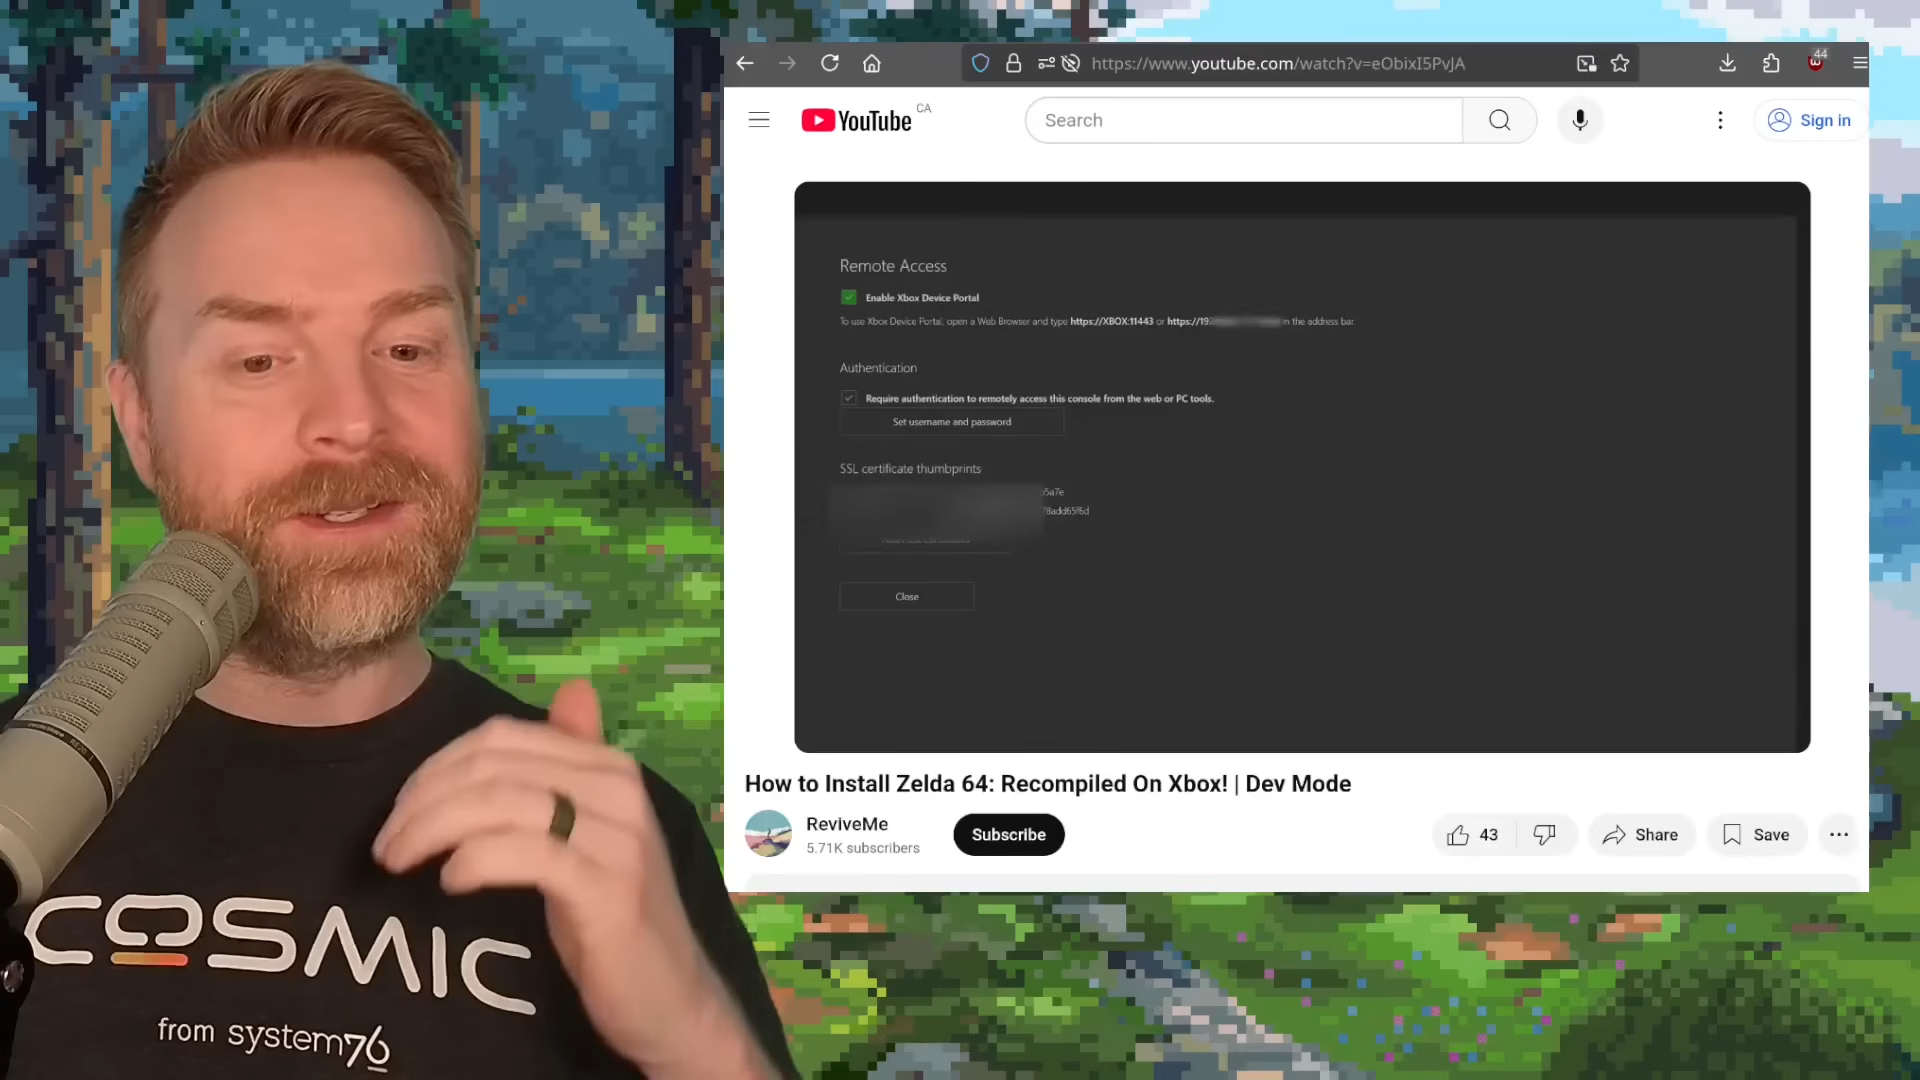 https://www.youtube.com/watch?v=eObixI5PvJA
44
YouTube CA
Search
Sign in
Remote Access
Enable Xbox Device Portal
To use Xbox Device Portal, open a Web Browser and type https://XBOX:11443 or https://19 in the address bar.
Authentication
Require authentication to remotely access this console from the web or PC tools.
Set username and password
SSL certificate thumbprints
5a7e
78add65f6d
Close
How to Install Zelda 64: Recompiled On Xbox! | Dev Mode
ReviveMe
5.71K subscribers
Subscribe
43
Share
Save
COSMIC
from system76